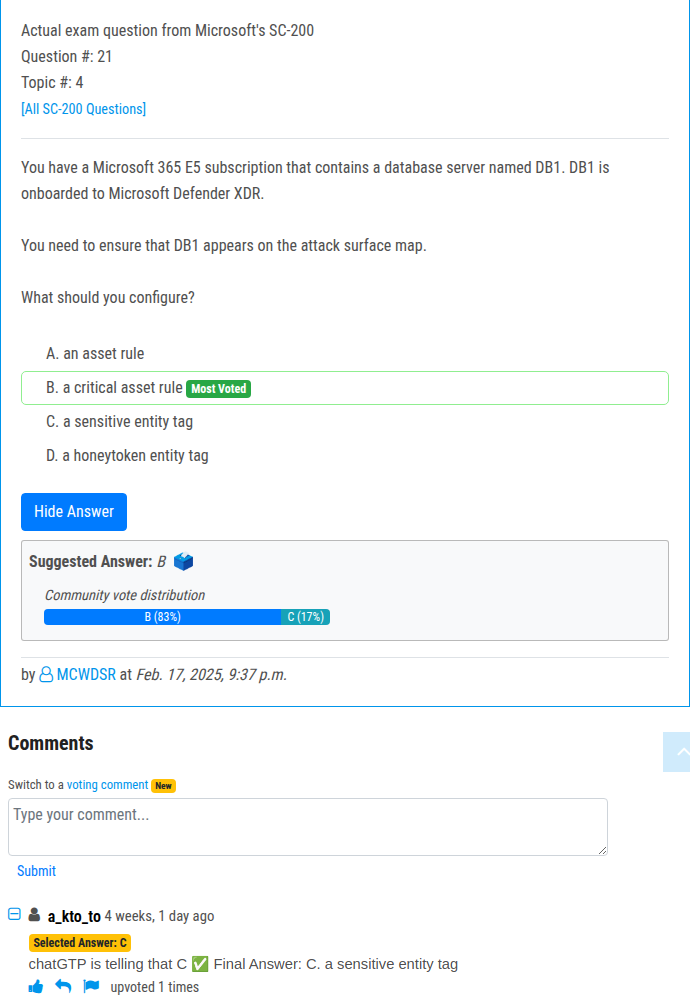 Actual exam question from Microsoft's SC-200
Question #: 21
Topic #: 4
[All SC-200 Questions]
You have a Microsoft 365 E5 subscription that contains a database server named DB1. DB1 is
onboarded to Microsoft Defender XDR.
You need to ensure that DB1 appears on the attack surface map.
What should you configure?
A. an asset rule
B. a critical asset rule Most Voted
C. a sensitive entity tag
D. a honeytoken entity tag
Hide Answer
Suggested Answer: B
Community vote distribution
B (83%) C (17%)
by MCWDSR at Feb. 17, 2025, 9:37 p.m.
Comments
Switch to a voting comment New
Type your comment...
Submit
a_kto_to 4 weeks, 1 day ago
Selected Answer: C
chatGTP is telling that C ✅ Final Answer: C. a sensitive entity tag
upvoted 1 times